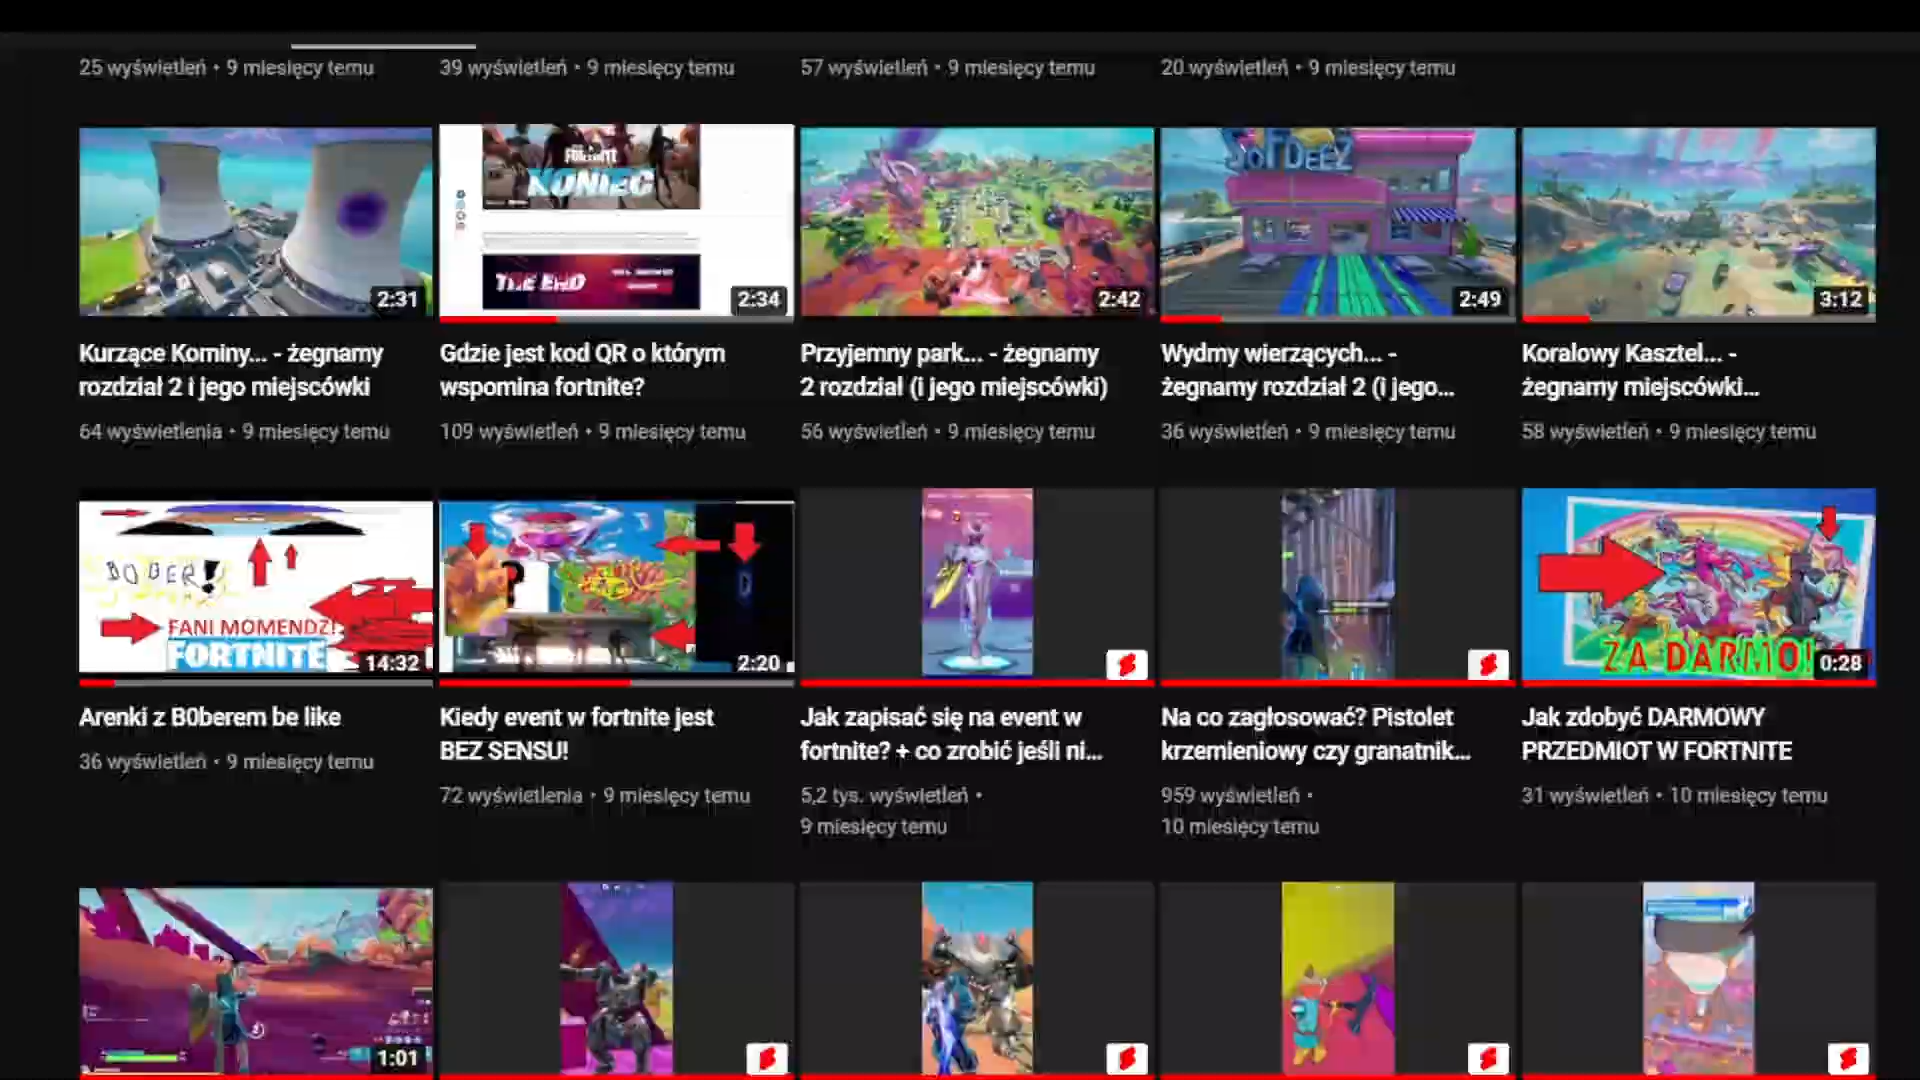 25 wyświetleń • 9 miesięcy temu
39 wyświetleń • 9 miesięcy temu
57 wyświetleń • 9 miesięcy temu
20 wyświetleń • 9 miesięcy temu
FORTNITE
KONIEC
THE END
SOFDEEZ
2:31
2:34
2:42
2:49
3:12
Kurzące Kominy... - żegnamy
rozdział 2 i jego miejscówki
64 wyświetlenia • 9 miesięcy temu
Gdzie jest kod QR o którym
wspomina fortnite?
109 wyświetleń • 9 miesięcy temu
Przyjemny park... - żegnamy
2 rozdział (i jego miejscówki)
56 wyświetleń • 9 miesięcy temu
Wydmy wierzących... -
żegnamy rozdział 2 (i jego...
36 wyświetleń • 9 miesięcy temu
Koralowy Kasztel... -
żegnamy miejscówki...
58 wyświetleń • 9 miesięcy temu
BOBER!
FANI MOMENDZ!
FORTNITE
14:32
?
2:20
ZA DARMO!
0:28
Arenki z B0berem be like
36 wyświetleń • 9 miesięcy temu
Kiedy event w fortnite jest
BEZ SENSU!
72 wyświetlenia • 9 miesięcy temu
Jak zapisać się na event w
fortnite? + co zrobić jeśli ni...
5,2 tys. wyświetleń •
9 miesięcy temu
Na co zagłosować? Pistolet
krzemieniowy czy granatnik...
959 wyświetleń •
10 miesięcy temu
Jak zdobyć DARMOWY
PRZEDMIOT W FORTNITE
31 wyświetleń • 10 miesięcy temu
1:01